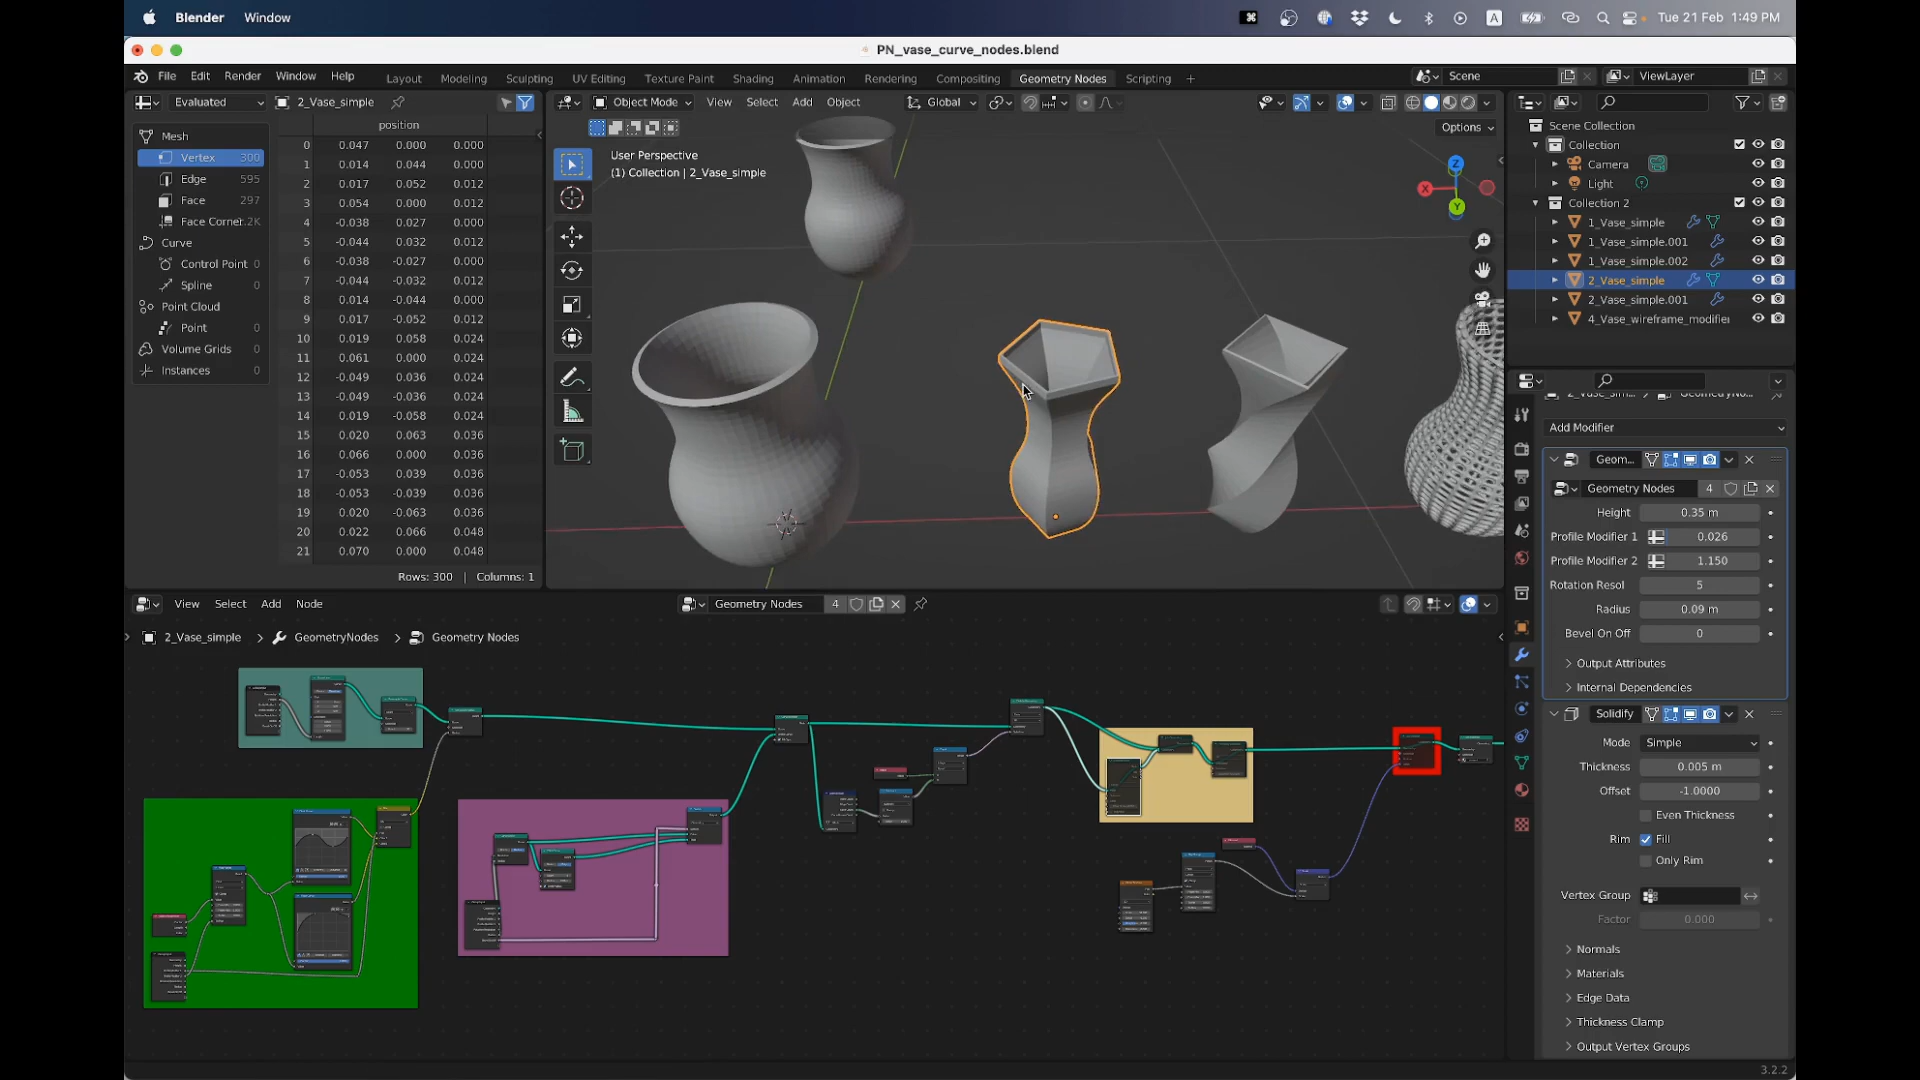 Blender Window Tue 21 Feb 1:49 PM
PN_vase_curve_nodes.blend
File Edit Render Window Help Layout Modeling Sculpting UV Editing Texture Paint Shading Animation Rendering Compositing Geometry Nodes Scripting + Scene ViewLayer
Evaluated 2_Vase_simple
Object Mode View Select Add Object Global
Options
position
Mesh
Vertex 300
Edge 595
Face 297
Face Corner .2K
Curve
Control Point 0
Spline 0
Point Cloud
Point 0
Volume Grids 0
Instances 0
0 0.047 0.000 0.000
1 0.014 0.044 0.000
2 0.017 0.052 0.012
3 0.054 0.000 0.012
4 -0.038 0.027 0.000
5 -0.044 0.032 0.012
6 -0.038 -0.027 0.000
7 -0.044 -0.032 0.012
8 0.014 -0.044 0.000
9 0.017 -0.052 0.012
10 0.019 0.058 0.024
11 0.061 0.000 0.024
12 -0.049 0.036 0.024
13 -0.049 -0.036 0.024
14 0.019 -0.058 0.024
15 0.020 0.063 0.036
16 0.066 0.000 0.036
17 -0.053 0.039 0.036
18 -0.053 -0.039 0.036
19 0.020 -0.063 0.036
20 0.022 0.066 0.048
21 0.070 0.000 0.048
Rows: 300 | Columns: 1
User Perspective
(1) Collection | 2_Vase_simple
X
Y
Z
Scene Collection
Collection
Camera
Light
Collection 2
1_Vase_simple
1_Vase_simple.001
1_Vase_simple.002
2_Vase_simple
2_Vase_simple.001
4_Vase_wireframe_modifier
Add Modifier
Geom...
Geometry Nodes 4
Height 0.35 m
Profile Modifier 1 0.026
Profile Modifier 2 1.150
Rotation Resol 5
Radius 0.09 m
Bevel On Off 0
Output Attributes
Internal Dependencies
Solidify
Mode Simple
Thickness 0.005 m
Offset -1.0000
Even Thickness
Rim Fill
Only Rim
Vertex Group
Factor 0.000
Normals
Materials
Edge Data
Thickness Clamp
Output Vertex Groups
View Select Add Node Geometry Nodes 4
2_Vase_simple > GeometryNodes > Geometry Nodes
3.2.2